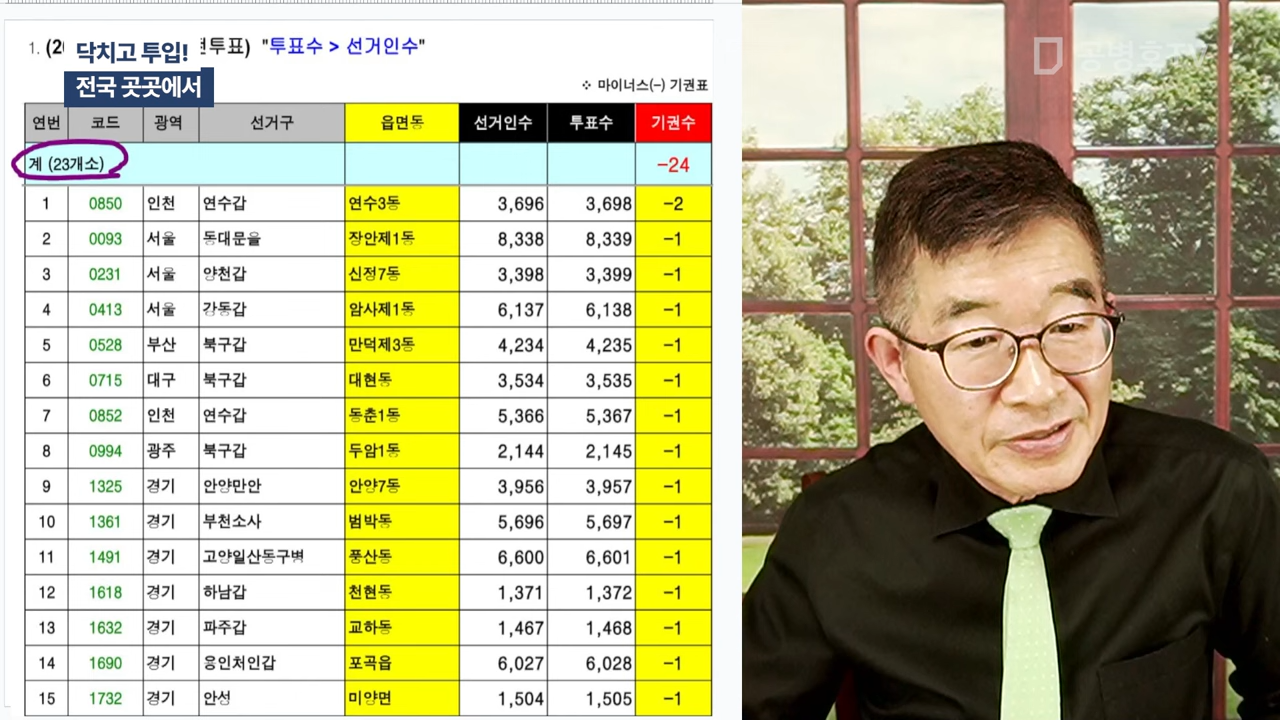 1. (2 닥치고 투입! 투표) "투표수 > 선거인수"
전국 곳곳에서
❖ 마이너스(-) 기권표
연번 코드 광역 선거구 읍면동 선거인수 투표수 기권수
계 (23개소) -24
1 0850 인천 연수갑 연수3동 3,696 3,698 -2
2 0093 서울 동대문을 장안제1동 8,338 8,339 -1
3 0231 서울 양천갑 신정7동 3,398 3,399 -1
4 0413 서울 강동갑 암사제1동 6,137 6,138 -1
5 0528 부산 북구갑 만덕제3동 4,234 4,235 -1
6 0715 대구 북구갑 대현동 3,534 3,535 -1
7 0852 인천 연수갑 동춘1동 5,366 5,367 -1
8 0994 광주 북구갑 두암1동 2,144 2,145 -1
9 1325 경기 안양만안 안양7동 3,956 3,957 -1
10 1361 경기 부천소사 범박동 5,696 5,697 -1
11 1491 경기 고양일산동구병 풍산동 6,600 6,601 -1
12 1618 경기 하남갑 천현동 1,371 1,372 -1
13 1632 경기 파주갑 교하동 1,467 1,468 -1
14 1690 경기 용인처인갑 포곡읍 6,027 6,028 -1
15 1732 경기 안성 미양면 1,504 1,505 -1
공병호